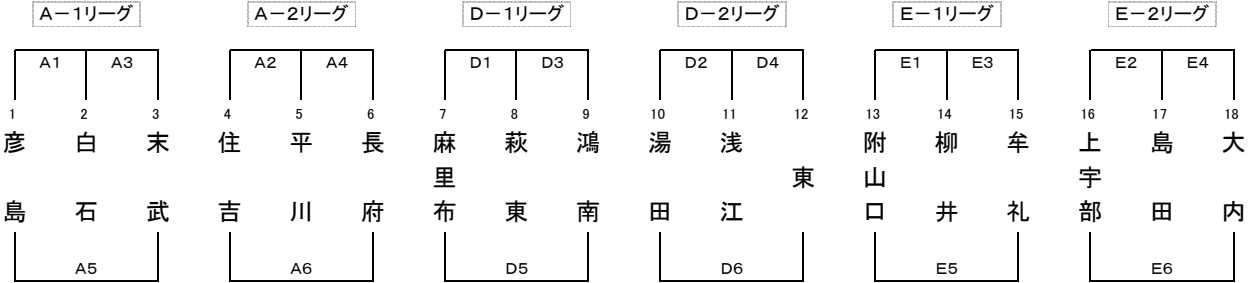 A－1リーグ A－2リーグ D－1リーグ D－2リーグ E－1リーグ E－2リーグ
A1 A3 A2 A4 D1 D3 D2 D4 E1 E3 E2 E4
1 2 3 4 5 6 7 8 9 10 11 12 13 14 15 16 17 18
彦島 白石 末武 住吉 平川 長府 麻里布 萩東 鴻南 湯田 浅江 東 附山口 柳井 牟礼 上宇部 島田 大内
A5 A6 D5 D6 E5 E6